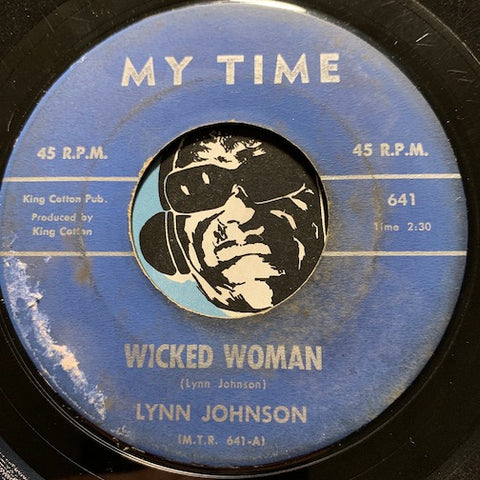 MY TIME
45 R.P.M.
45 R.P.M.
King Cotton Pub.
Produced by
King Cotton
641
Time 2:30
WICKED WOMAN
(Lynn Johnson)
LYNN JOHNSON
(M.T.R. 641-A)